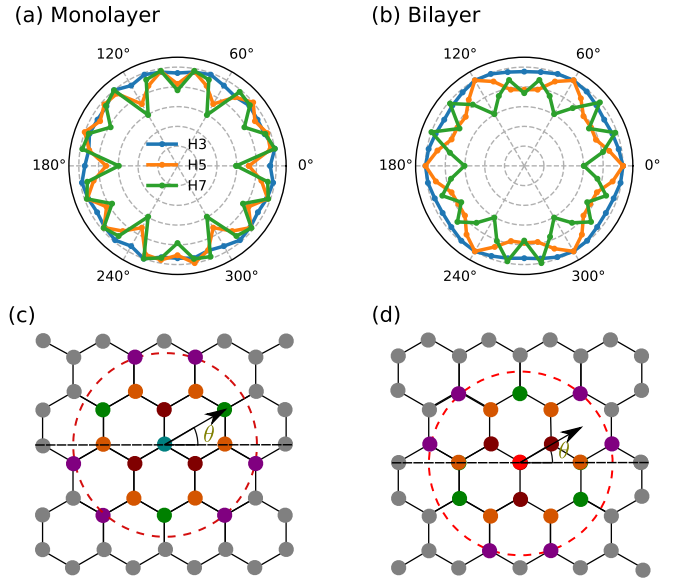 (a) Monolayer
(b) Bilayer
120°
60°
120°
60°
H3
H5
H7
180°
0°
180°
0°
240°
300°
240°
300°
(c)
(d)
θ
θ